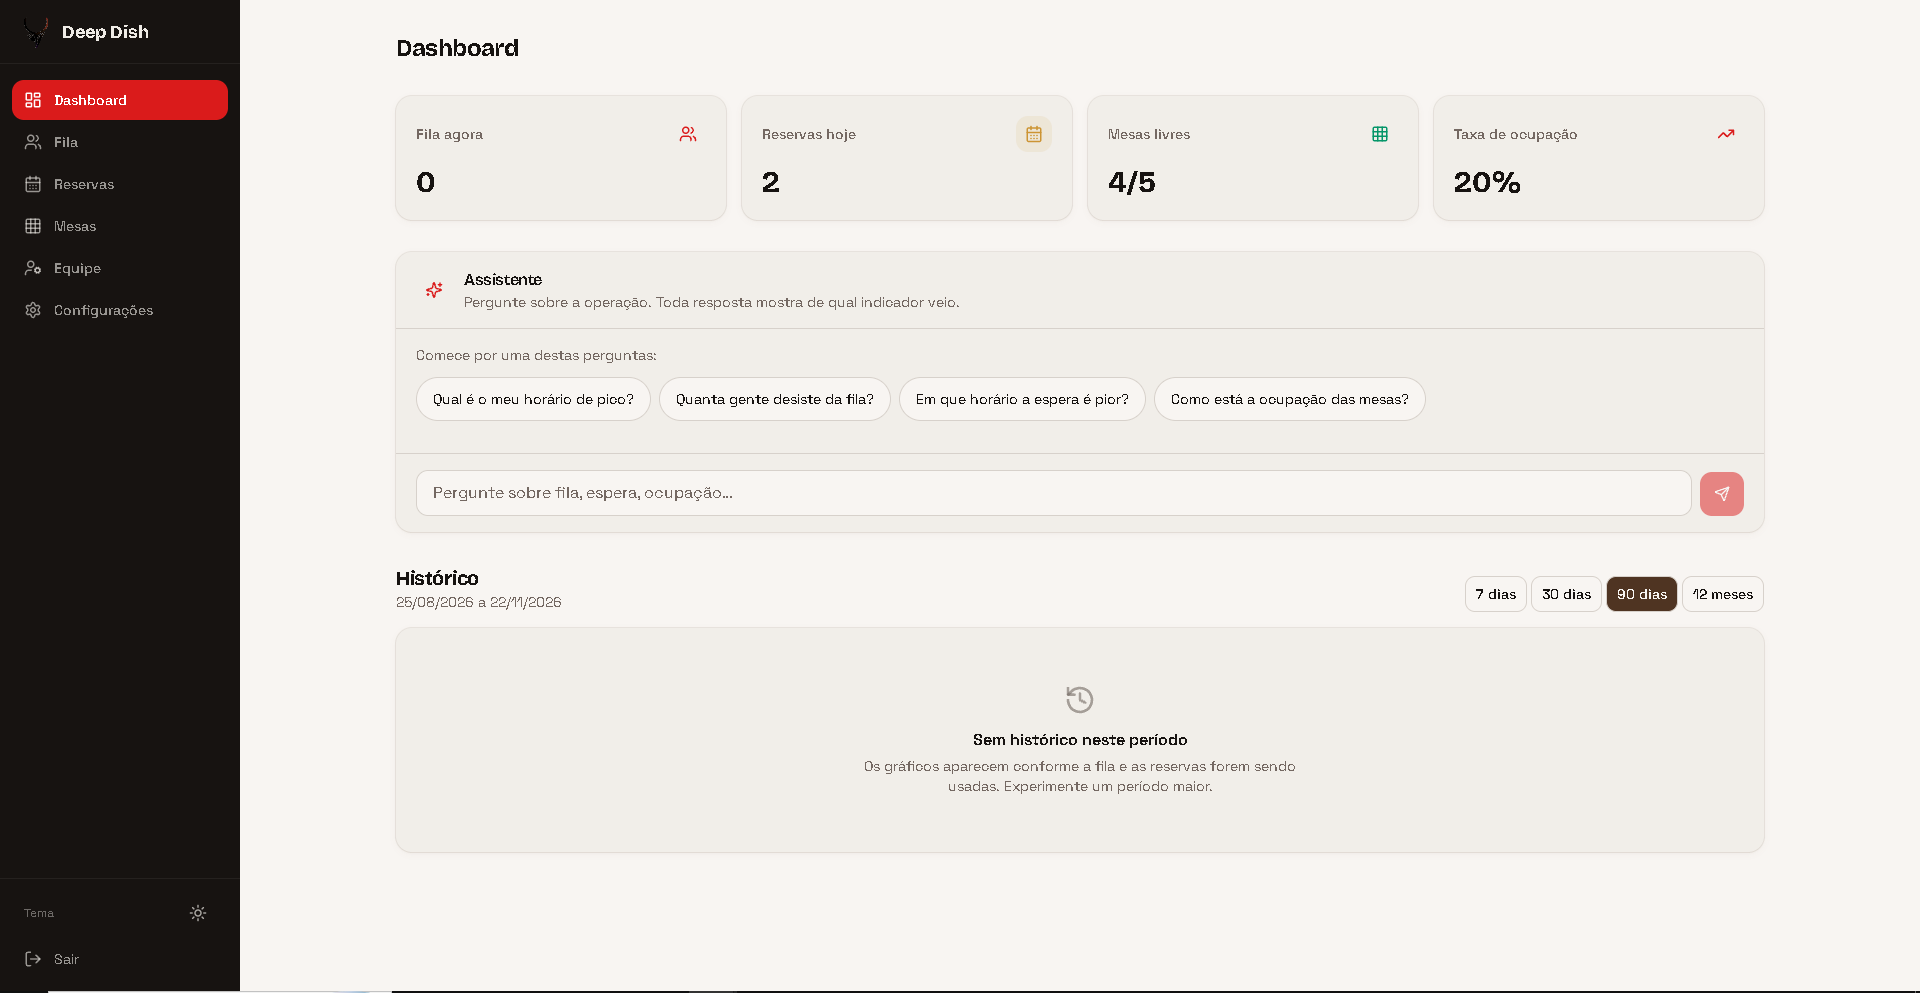 Deep Dish
Dashboard
Fila
Reservas
Mesas
Equipe
Configurações
Tema
Sair
Dashboard
Fila agora
0
Reservas hoje
2
Mesas livres
4/5
Taxa de ocupação
20%
Assistente
Pergunte sobre a operação. Toda resposta mostra de qual indicador veio.
Comece por uma destas perguntas:
Qual é o meu horário de pico?
Quanta gente desiste da fila?
Em que horário a espera é pior?
Como está a ocupação das mesas?
Pergunte sobre fila, espera, ocupação...
Histórico
25/08/2026 a 22/11/2026
7 dias
30 dias
90 dias
12 meses
Sem histórico neste período
Os gráficos aparecem conforme a fila e as reservas forem sendo
usadas. Experimente um período maior.